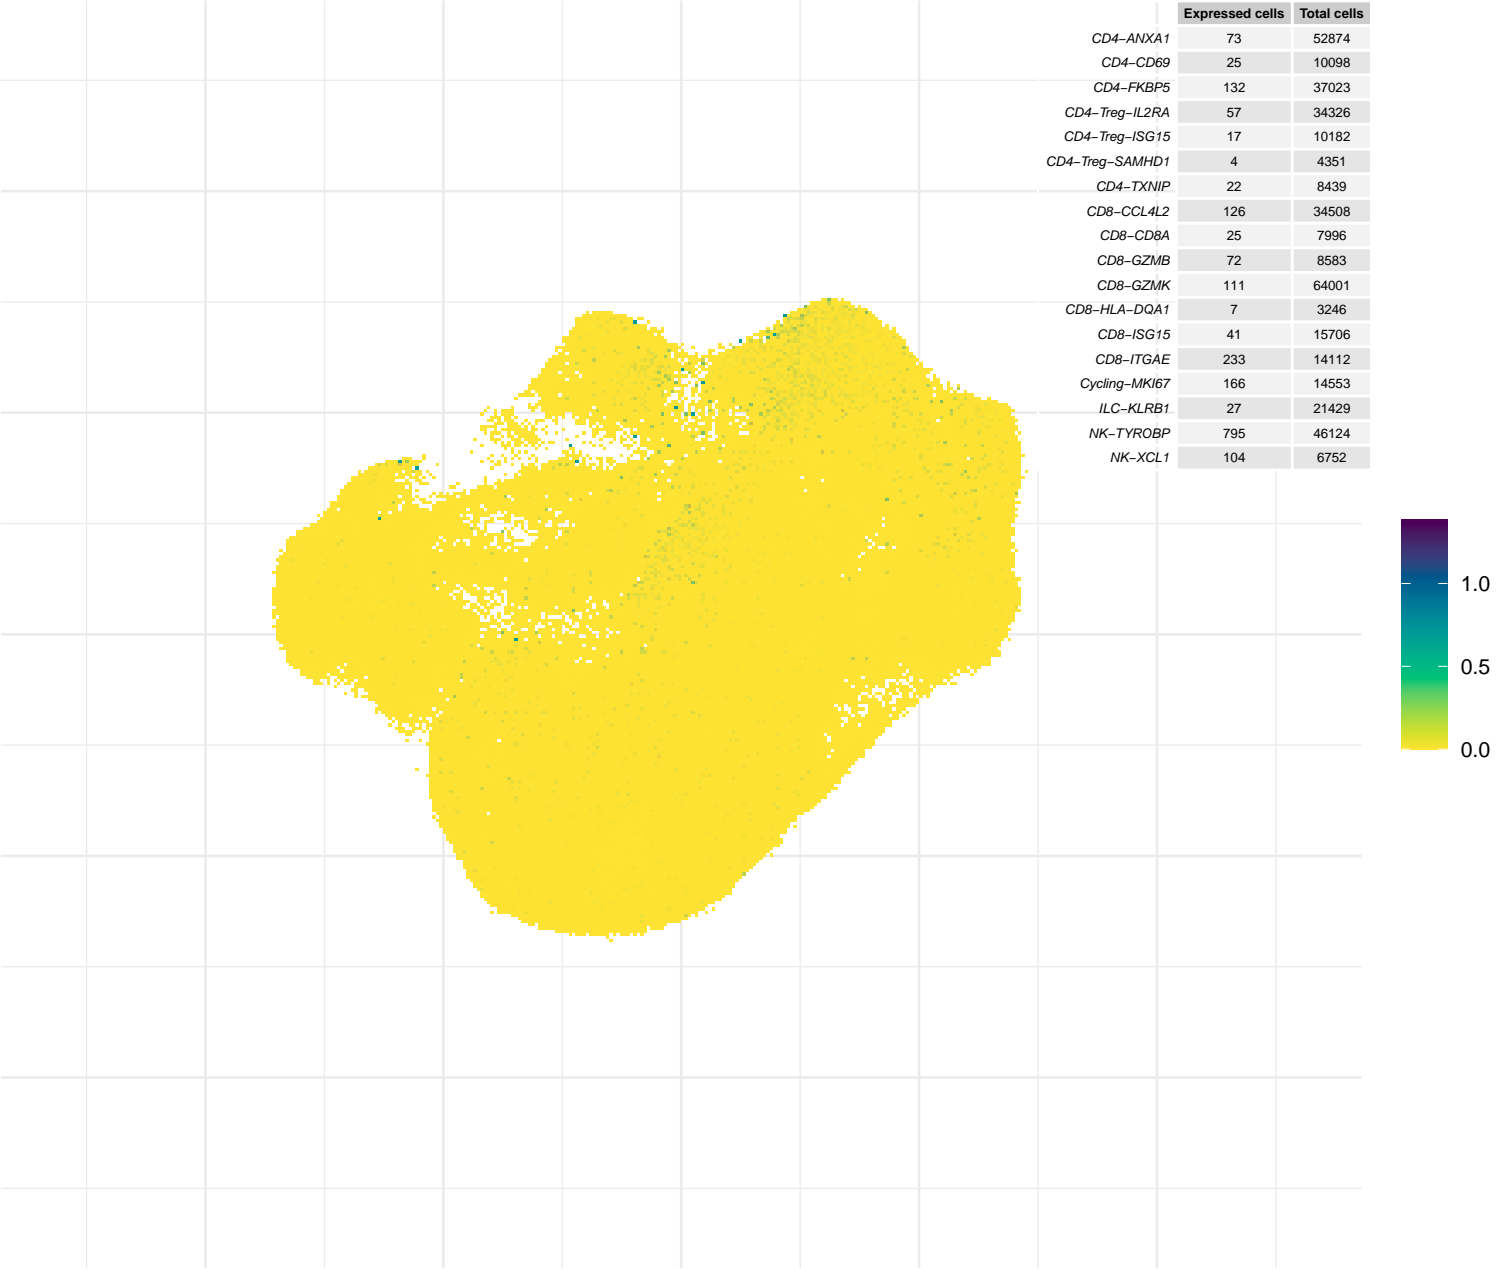 Expressed cells Total cells
CD4−ANXA1 73 52874
CD4−CD69 25 10098
CD4−FKBP5 132 37023
CD4−Treg−IL2RA 57 34326
CD4−Treg−ISG15 17 10182
CD4−Treg−SAMHD1 4 4351
CD4−TXNIP 22 8439
CD8−CCL4L2 126 34508
CD8−CD8A 25 7996
CD8−GZMB 72 8583
CD8−GZMK 111 64001
CD8−HLA−DQA1 7 3246
CD8−ISG15 41 15706
CD8−ITGAE 233 14112
Cycling−MKI67 166 14553
ILC−KLRB1 27 21429
NK−TYROBP 795 46124
NK−XCL1 104 6752
1.0
0.5
0.0